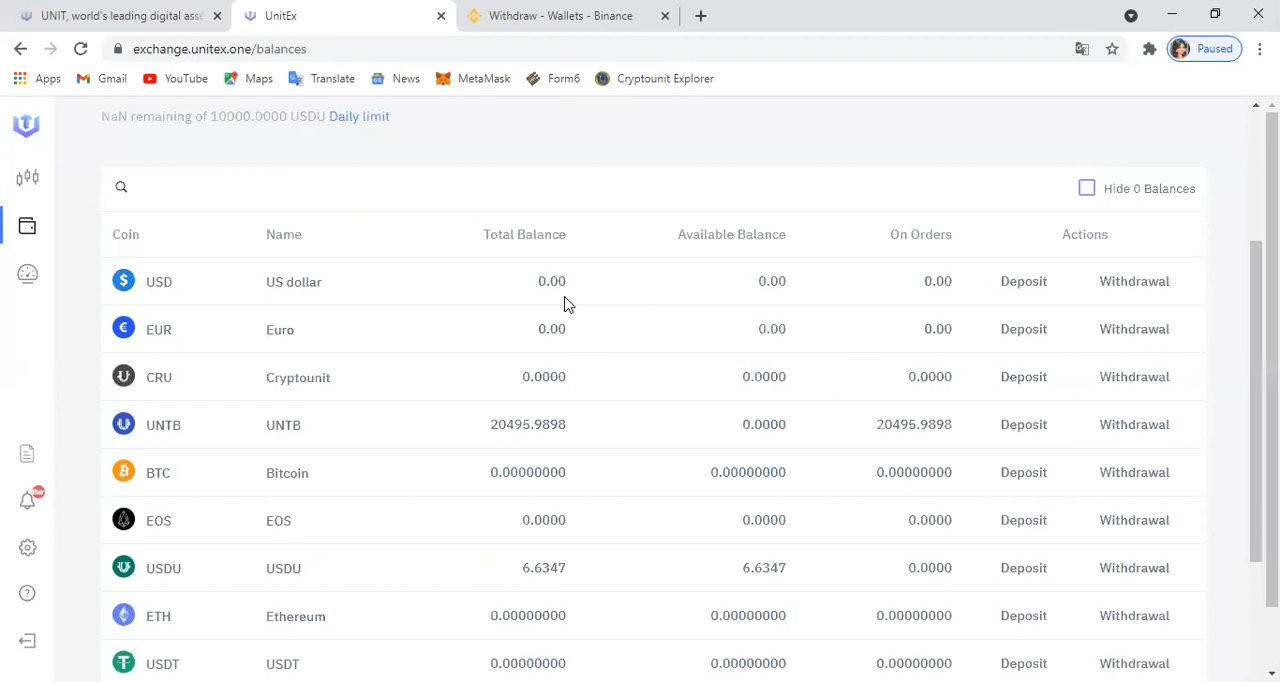 UNIT, world's leading digital asse
UnitEx
Withdraw - Wallets - Binance
exchange.unitex.one/balances
Paused
Apps Gmail YouTube Maps Translate News MetaMask Form6 Cryptounit Explorer
NaN remaining of 10000.0000 USDU Daily limit
Hide 0 Balances
Coin Name Total Balance Available Balance On Orders Actions
USD US dollar 0.00 0.00 0.00 Deposit Withdrawal
EUR Euro 0.00 0.00 0.00 Deposit Withdrawal
CRU Cryptounit 0.0000 0.0000 0.0000 Deposit Withdrawal
UNTB UNTB 20495.9898 0.0000 20495.9898 Deposit Withdrawal
BTC Bitcoin 0.00000000 0.00000000 0.00000000 Deposit Withdrawal
EOS EOS 0.0000 0.0000 0.0000 Deposit Withdrawal
USDU USDU 6.6347 6.6347 0.0000 Deposit Withdrawal
ETH Ethereum 0.00000000 0.00000000 0.00000000 Deposit Withdrawal
USDT USDT 0.00000000 0.00000000 0.00000000 Deposit Withdrawal